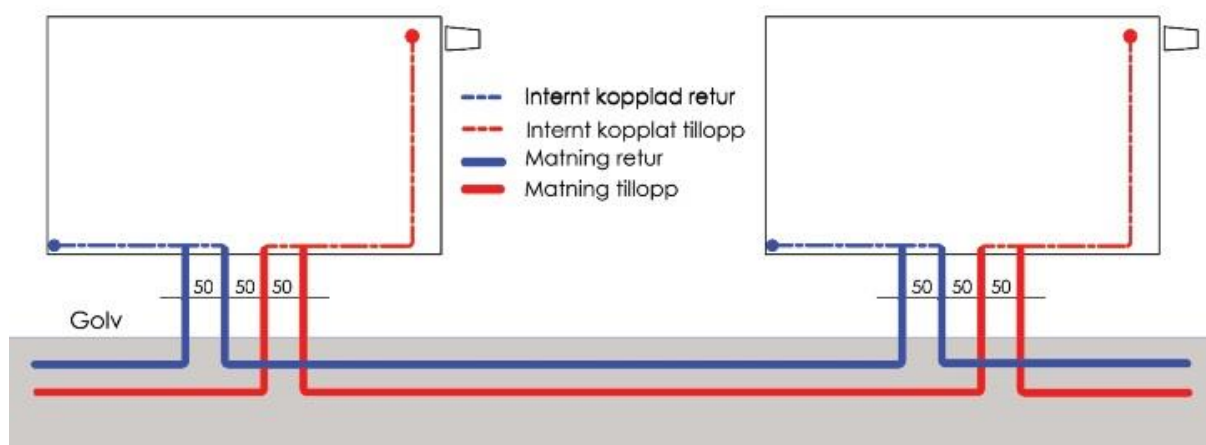 Internt kopplad retur
Internt kopplat tillopp
Matning retur
Matning tillopp
50 50 50
50 50 50
Golv